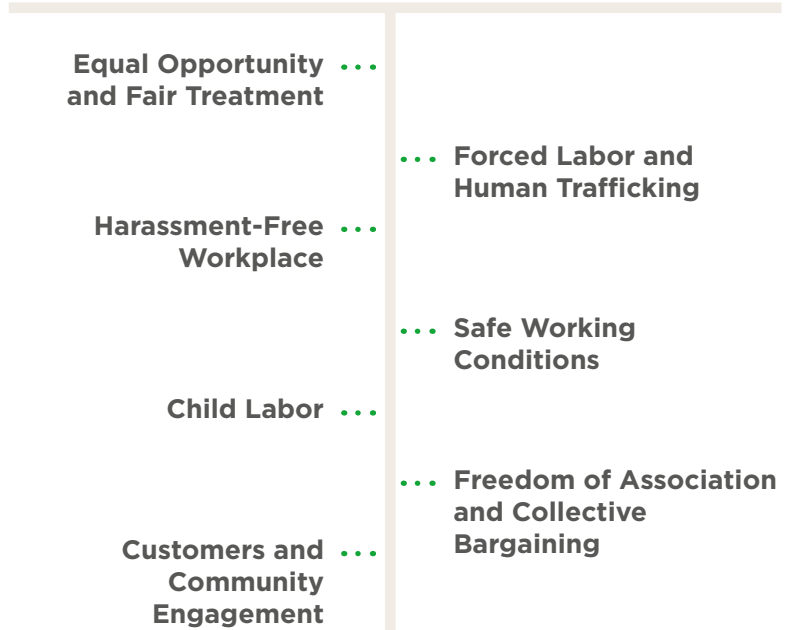 Equal Opportunity
and Fair Treatment
Forced Labor and
Human Trafficking
Harassment-Free
Workplace
Safe Working
Conditions
Child Labor
Freedom of Association
and Collective
Bargaining
Customers and
Community
Engagement